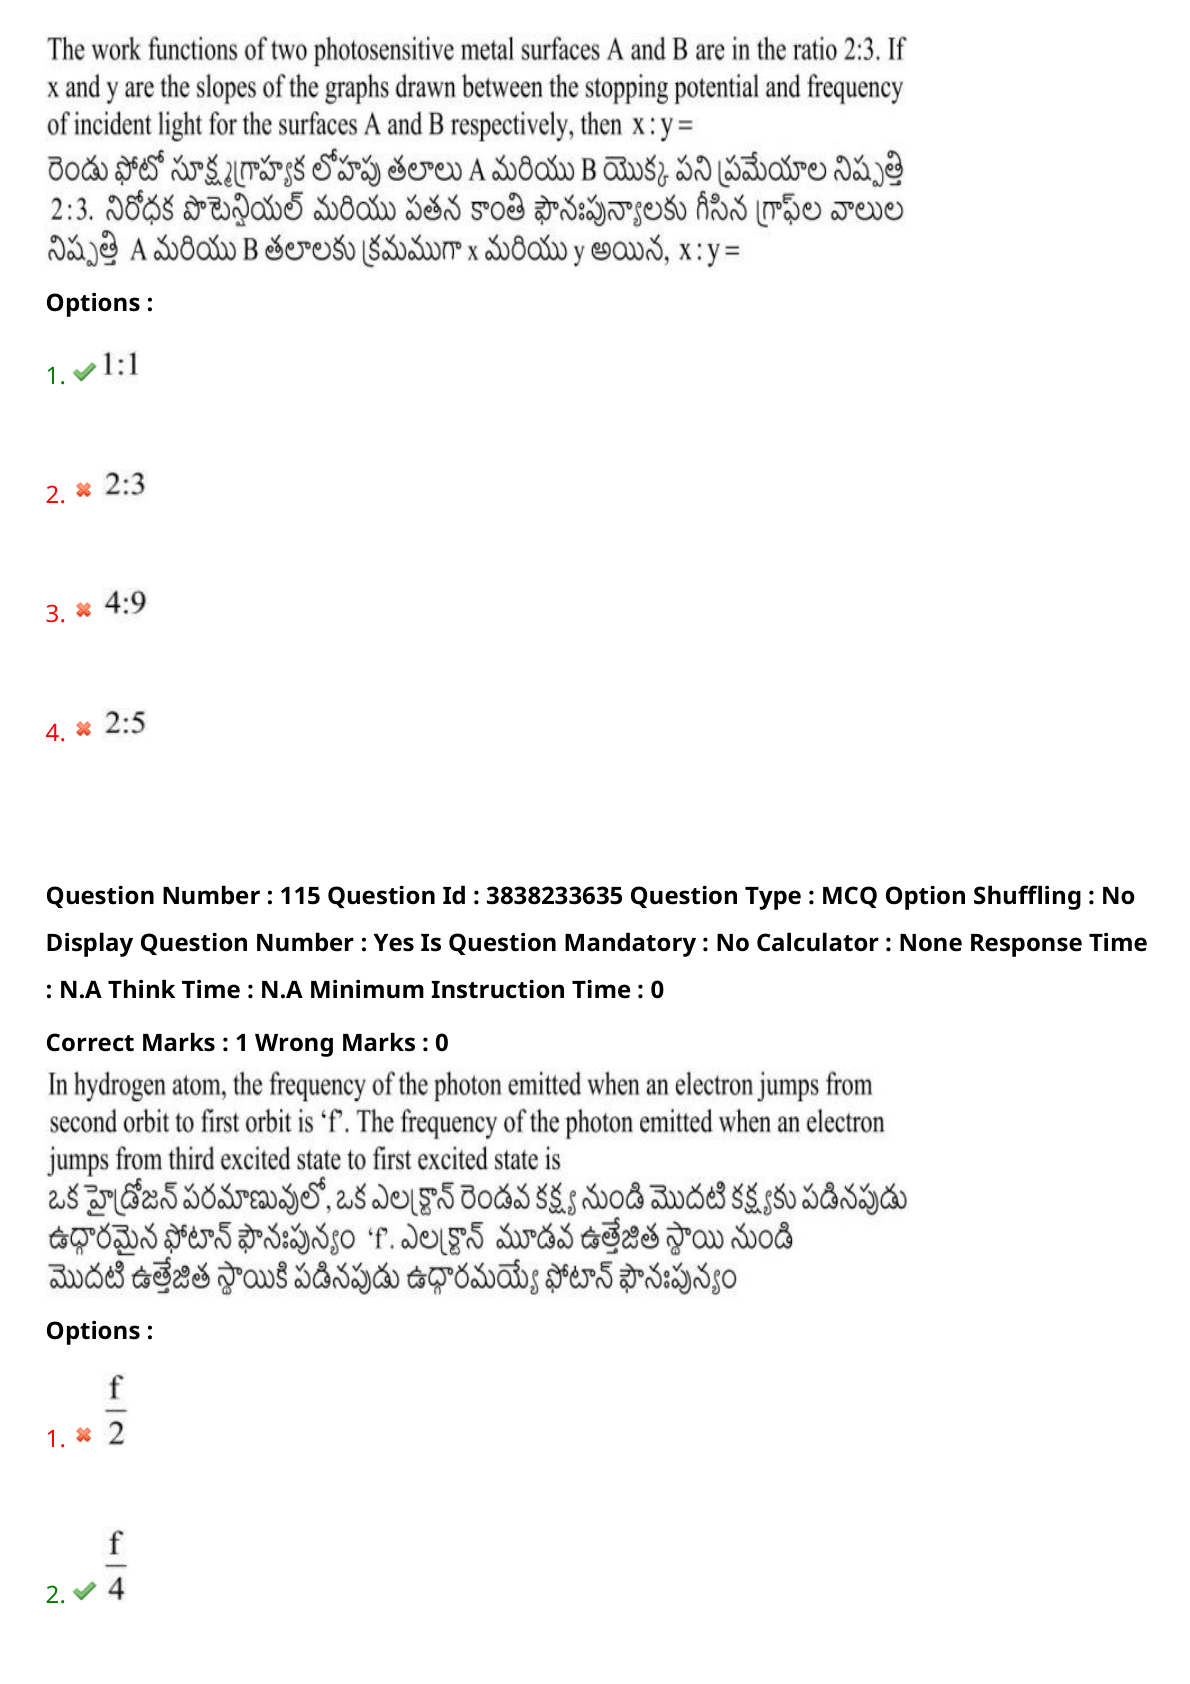 The work functions of two photosensitive metal surfaces A and B are in the ratio 2:3. If
x and y are the slopes of the graphs drawn between the stopping potential and frequency
of incident light for the surfaces A and B respectively, then x : y =
రెండు ఫోటో సూక్ష్మగ్రాహ్యక లోహపు తలాలు A మరియు B యొక్క పని ప్రమేయాల నిష్పత్తి
2:3. నిరోధక పొటెన్షియల్ మరియు పతన కాంతి ఫౌనఃపున్యాలకు గీసిన గ్రాఫ్‌ల వాలుల
నిష్పత్తి A మరియు B తలాలకు క్రమముగా x మరియు y అయిన, x : y =
Options :
1. 1:1
2. 2:3
3. 4:9
4. 2:5
Question Number : 115 Question Id : 3838233635 Question Type : MCQ Option Shuffling : No
Display Question Number : Yes Is Question Mandatory : No Calculator : None Response Time
: N.A Think Time : N.A Minimum Instruction Time : 0
Correct Marks : 1 Wrong Marks : 0
In hydrogen atom, the frequency of the photon emitted when an electron jumps from
second orbit to first orbit is ‘f’. The frequency of the photon emitted when an electron
jumps from third excited state to first excited state is
ఒక హైడ్రోజన్ పరమాణువులో, ఒక ఎలక్ట్రాన్ రెండవ కక్ష్య నుండి మొదటి కక్ష్యకు పడినపుడు
ఉద్గారమైన ఫోటాన్ ఫౌనఃపున్యం ‘f’. ఎలక్ట్రాన్ మూడవ ఉత్తేజిత స్థాయి నుండి
మొదటి ఉత్తేజిత స్థాయికి పడినపుడు ఉద్గారమయ్యే ఫోటాన్ ఫౌనఃపున్యం
Options :
1. f/2
2. f/4